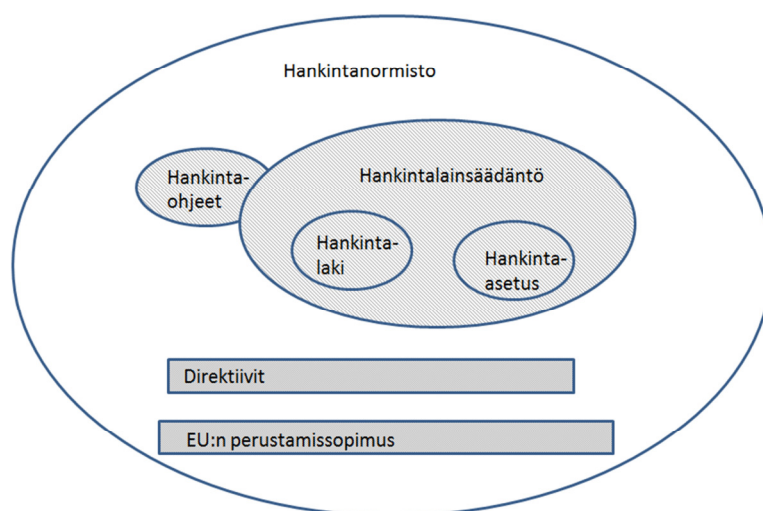 Hankintanormisto
Hankinta-
ohjeet
Hankintalainsäädäntö
Hankinta-
laki
Hankinta-
asetus
Direktiivit
EU:n perustamissopimus